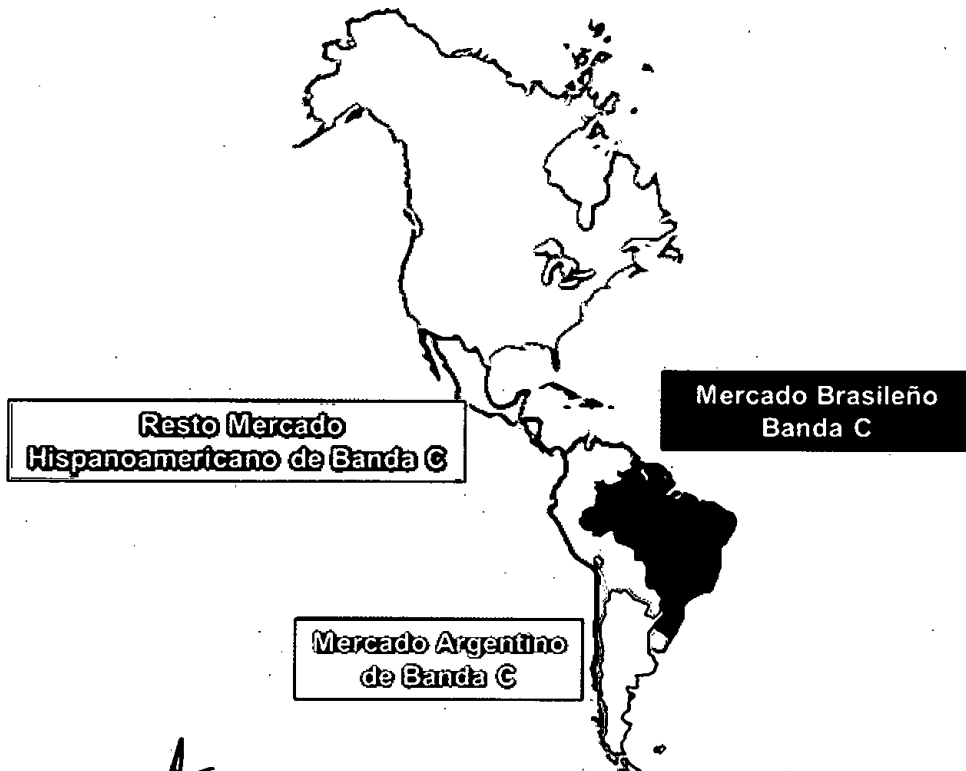 Resto Mercado
Hispanoamericano de Banda C
Mercado Brasileño
Banda C
Mercado Argentino
de Banda C